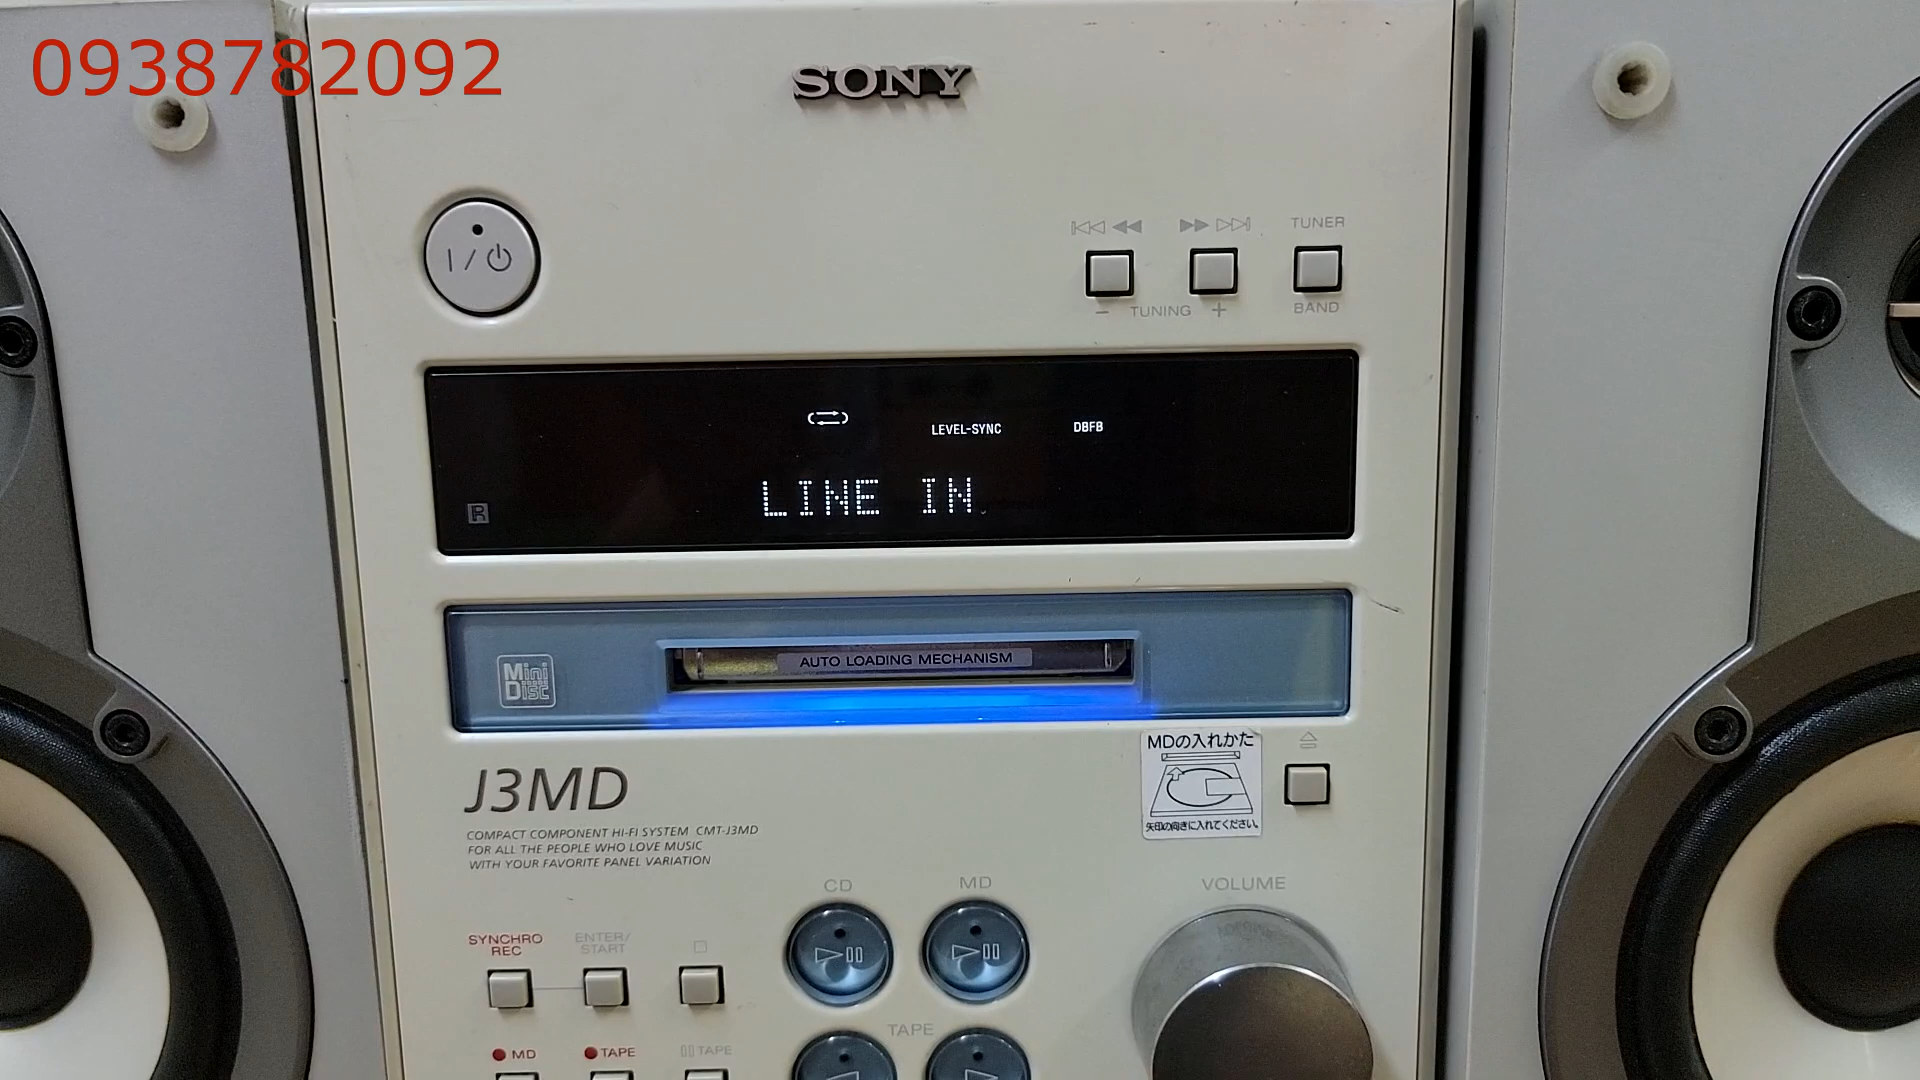 0938782092
SONY
I / ⏻
TUNER
− TUNING +
BAND
LEVEL-SYNC
DBFB
LINE IN
R
AUTO LOADING MECHANISM
Mini
Disc
MDの入れかた
矢印の向きに入れてください。
J3MD
COMPACT COMPONENT HI-FI SYSTEM CMT-J3MD
FOR ALL THE PEOPLE WHO LOVE MUSIC
WITH YOUR FAVORITE PANEL VARIATION
CD
MD
VOLUME
SYNCHRO
REC
ENTER/
START
TAPE
MD
TAPE
TAPE